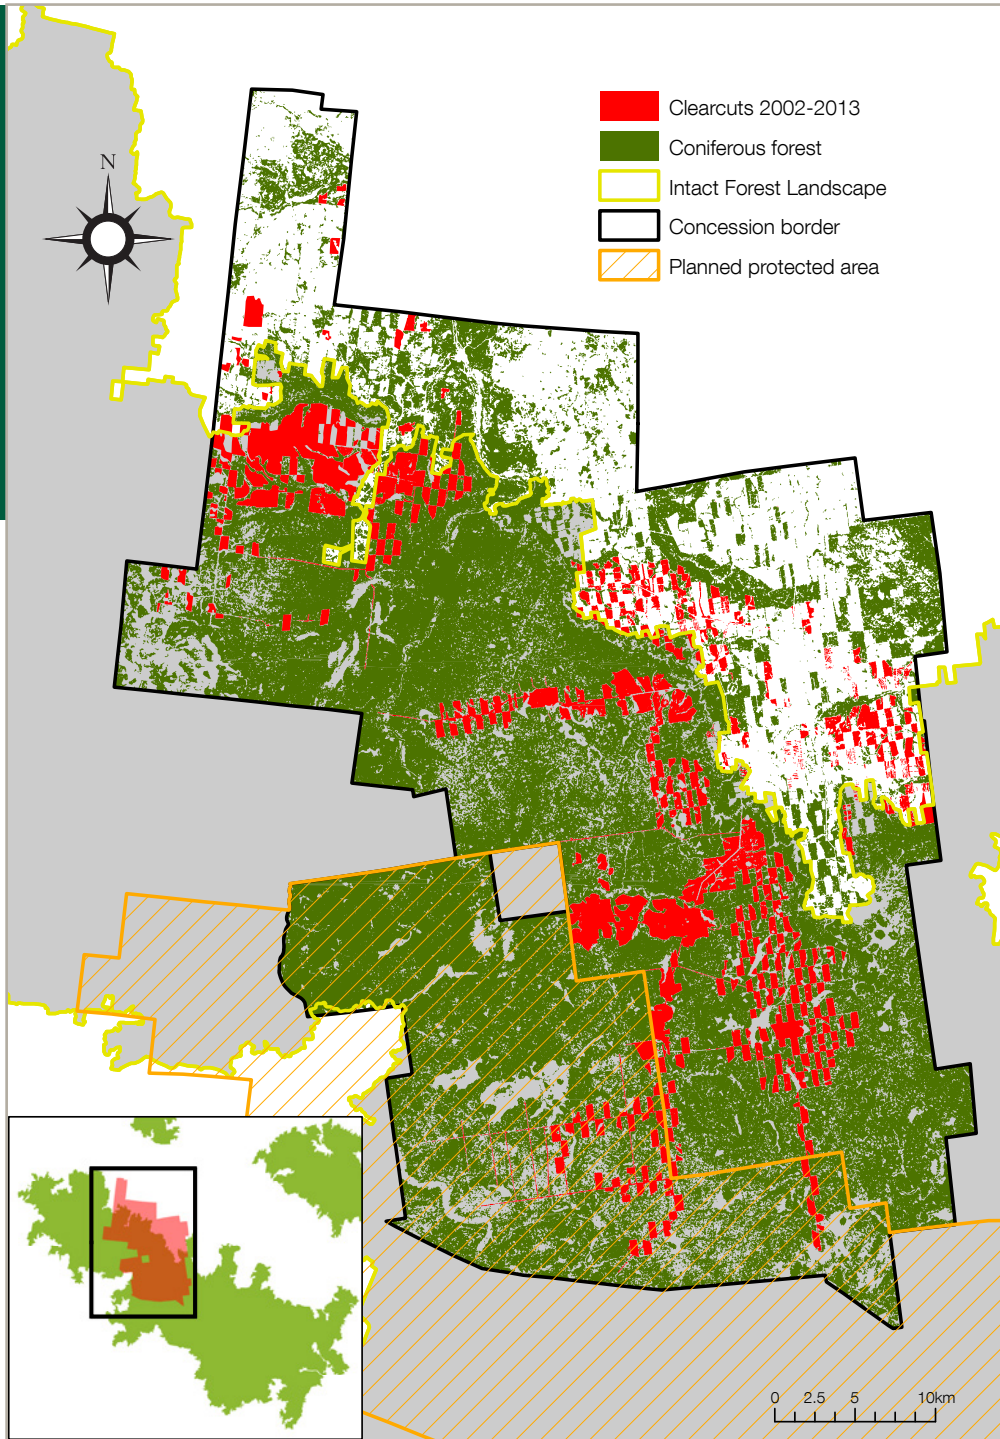 Clearcuts 2002-2013
Coniferous forest
Intact Forest Landscape
Concession border
Planned protected area
N
0 2.5 5 10km